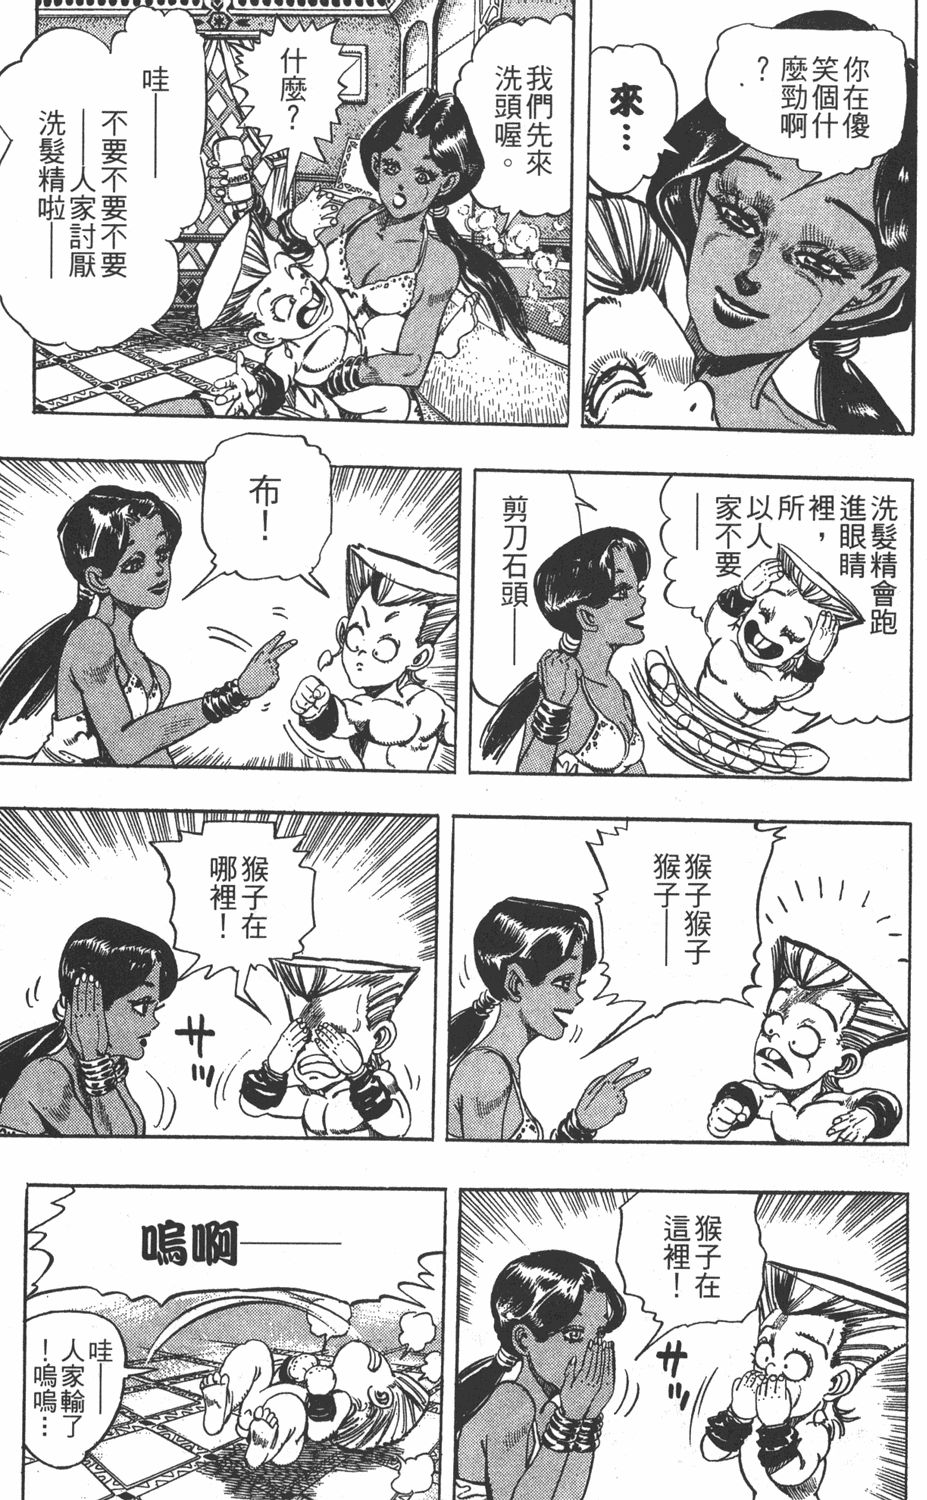 你在傻
笑個什
麼勁啊
？
來…
我們先來
洗頭喔。
什麼？
哇——
不要不要不要
——人家討厭
洗髮精啦——
洗髮精會跑
進眼睛
裡，
所
以人
家不要
——
剪刀石頭——
布！
猴子猴子
猴子——
猴子在
哪裡！
サッ
猴子在
這裡！
サッ
嗚啊——
哇——
人家輸了
！嗚嗚…